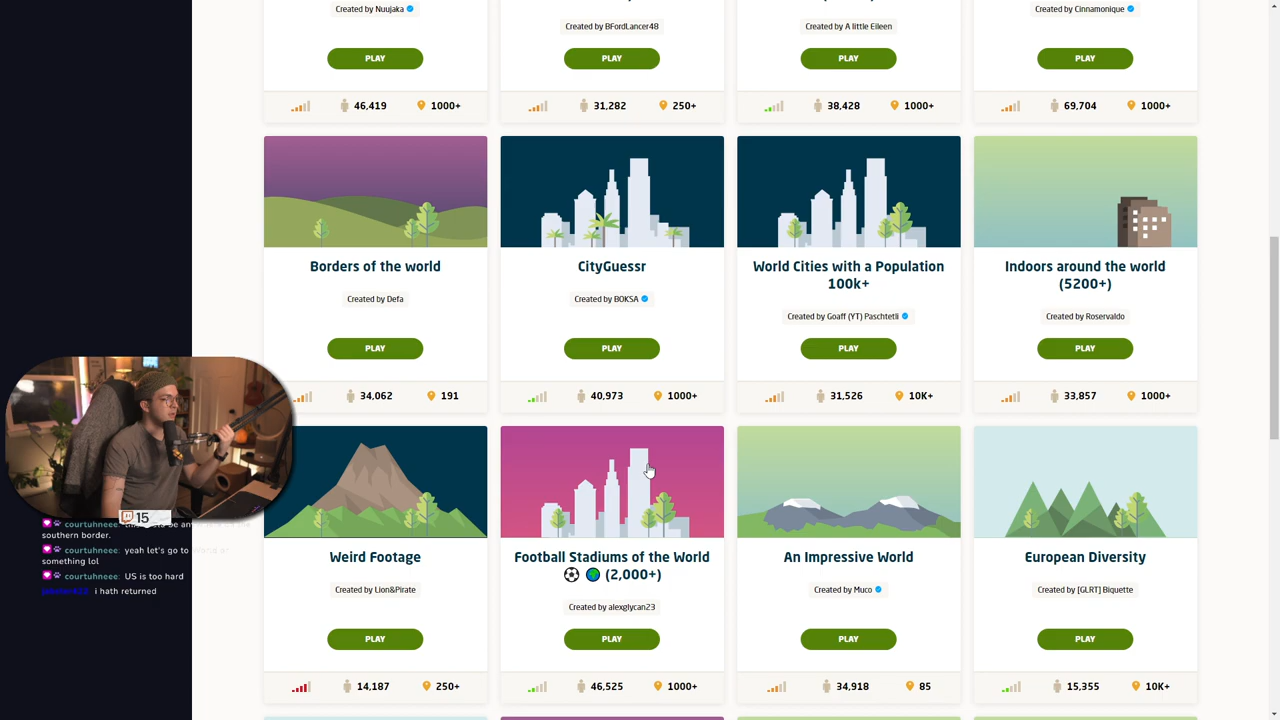 Created by Nuujaka
Created by BFordLancer48
Created by A little Eileen
Created by Cinnamonique
PLAY
PLAY
PLAY
PLAY
46,419
1000+
31,282
250+
38,428
1000+
69,704
1000+
Borders of the world
Created by Defa
PLAY
34,062
191
CityGuessr
Created by BOKSA
PLAY
40,973
1000+
World Cities with a Population
100k+
Created by Goaff (YT) Paschtetli
PLAY
31,526
10K+
Indoors around the world
(5200+)
Created by Roservaldo
PLAY
33,857
1000+
Weird Footage
Created by Lion&Pirate
PLAY
14,187
250+
Football Stadiums of the World
(2,000+)
Created by alexglycan23
PLAY
46,525
1000+
An Impressive World
Created by Muco
PLAY
34,918
85
European Diversity
Created by [GLRT] Biquette
PLAY
15,355
10K+
15
courtuhneee:
southern border.
courtuhneee: yeah let's go to World or
something lol
courtuhneee: US is too hard
i hath returned